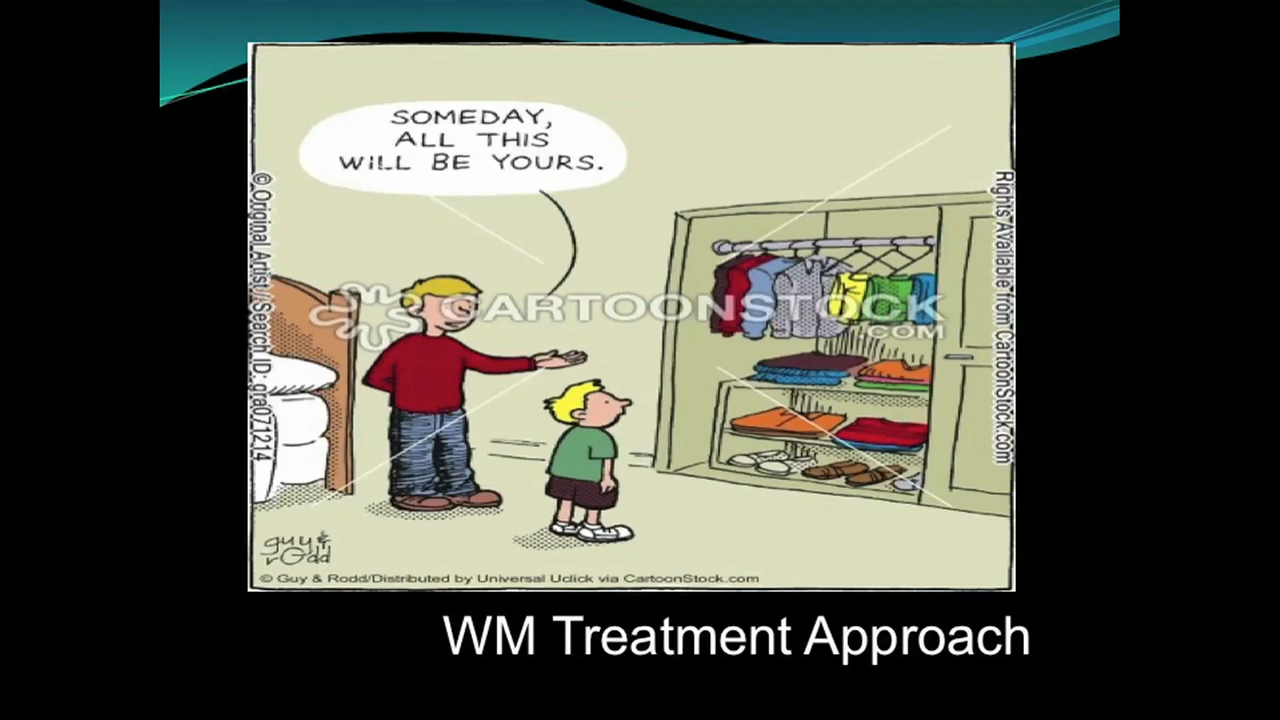 SOMEDAY,
ALL THIS
WILL BE YOURS.
© Original Artist / Search ID: gra071214
Rights Available from CartoonStock.com
CARTOONSTOCK
.COM
guy &
rodd
© Guy & Rodd/Distributed by Universal Uclick via CartoonStock.com
WM Treatment Approach